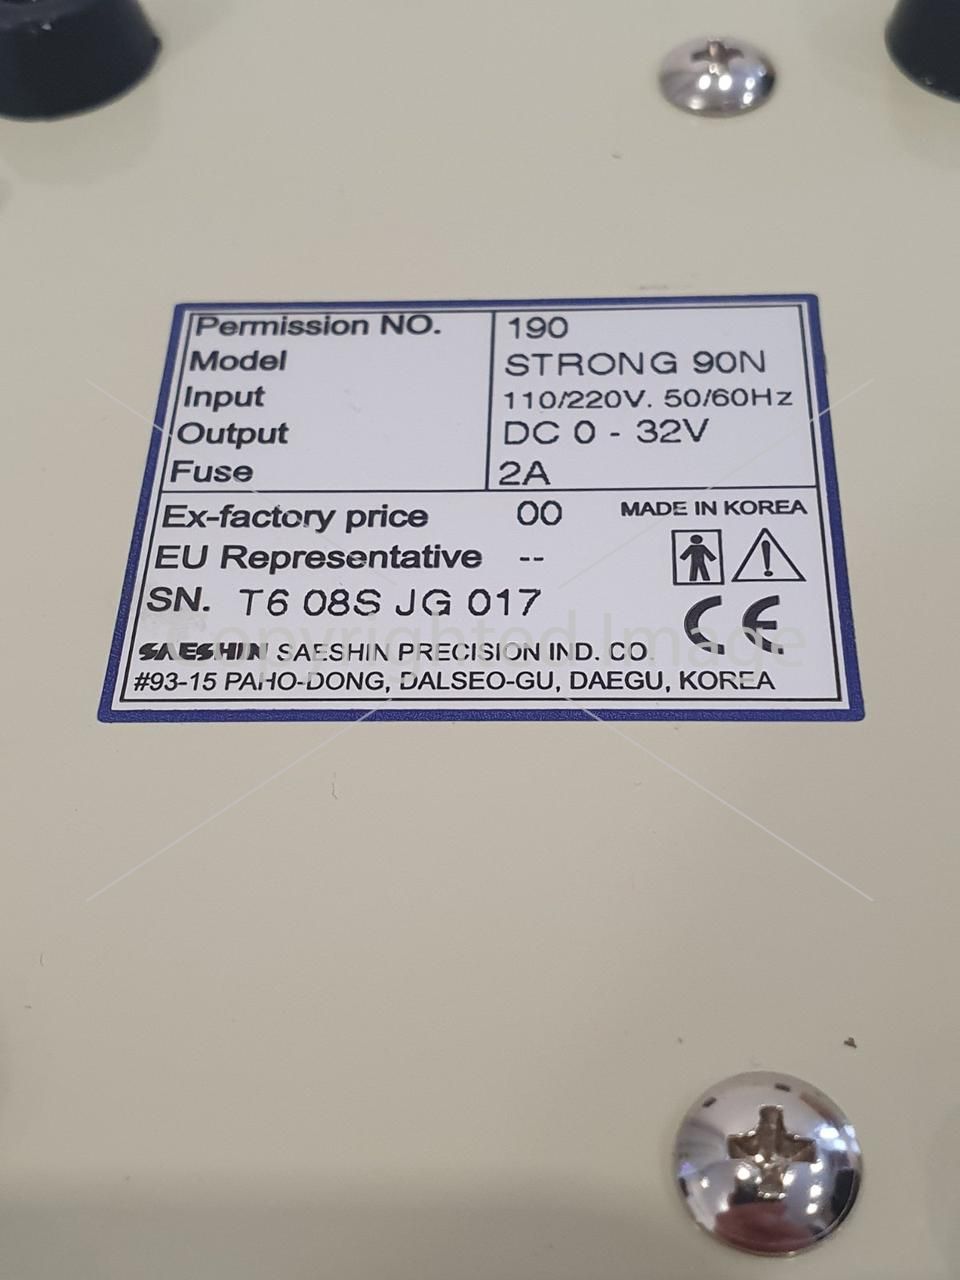 Permission NO. 190
Model STRONG 90N
Input 110/220V. 50/60Hz
Output DC 0 - 32V
Fuse 2A
Ex-factory price 00 MADE IN KOREA
EU Representative --
SN. T6 08S JG 017
CE
Copyrighted Image
SAESHIN SAESHIN PRECISION IND. CO.
#93-15 PAHO-DONG, DALSEO-GU, DAEGU, KOREA